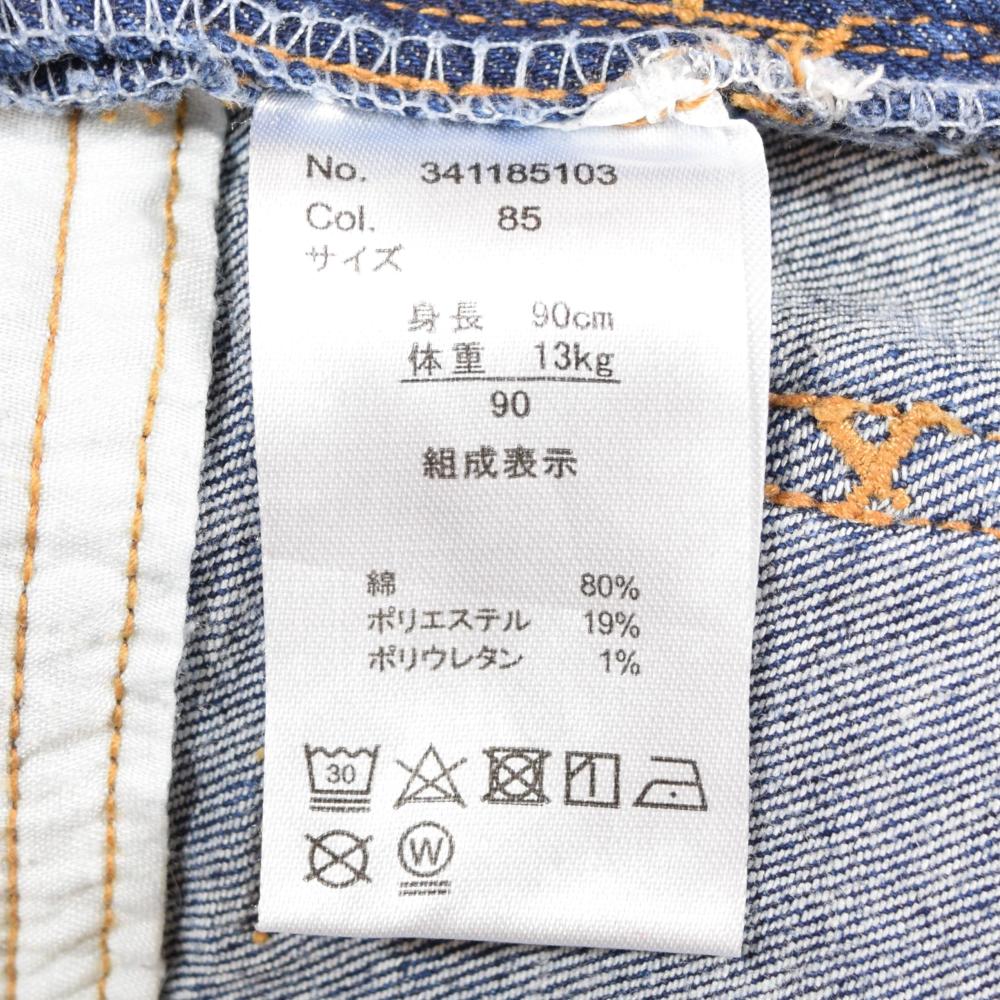 No. 341185103
Col. 85
サイズ
身長 90cm
体重 13kg
90
組成表示
綿 80%
ポリエステル 19%
ポリウレタン 1%
30
W